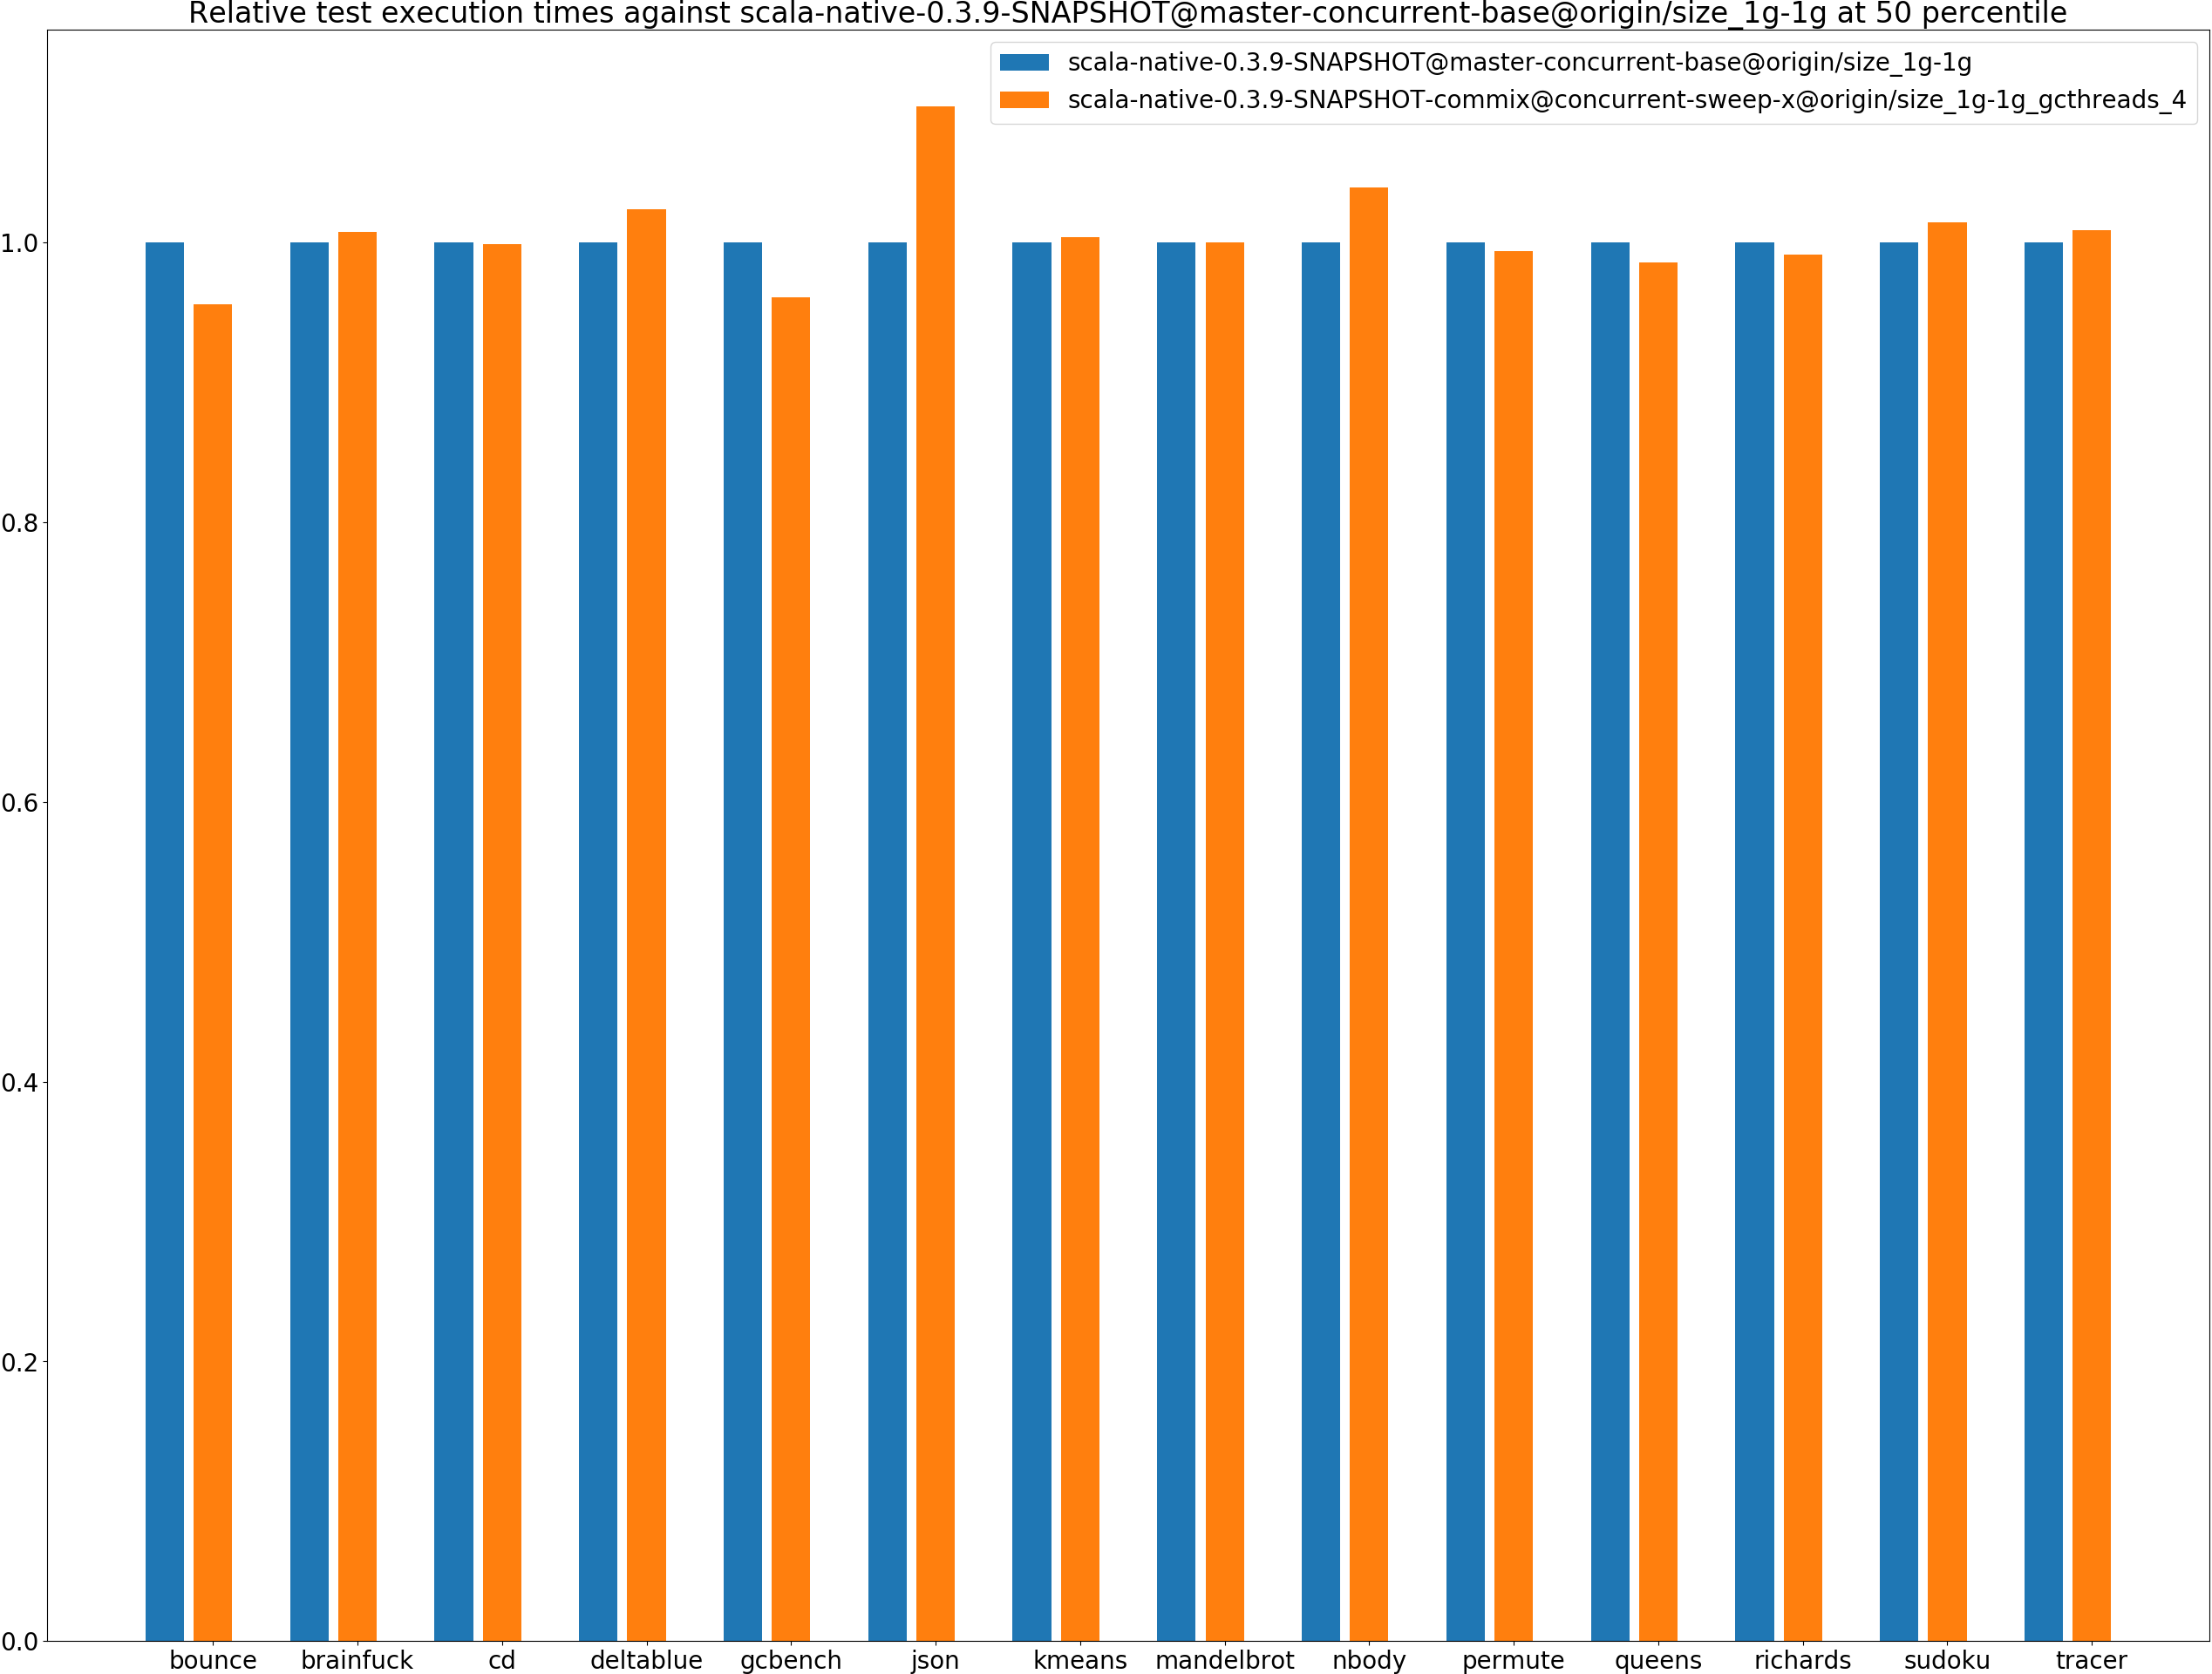 Relative test execution times against scala-native-0.3.9-SNAPSHOT@master-concurrent-base@origin/size_1g-1g at 50 percentile
scala-native-0.3.9-SNAPSHOT@master-concurrent-base@origin/size_1g-1g
scala-native-0.3.9-SNAPSHOT-commix@concurrent-sweep-x@origin/size_1g-1g_gcthreads_4
1.0
0.8
0.6
0.4
0.2
0.0
bounce brainfuck cd deltablue gcbench json kmeans mandelbrot nbody permute queens richards sudoku tracer